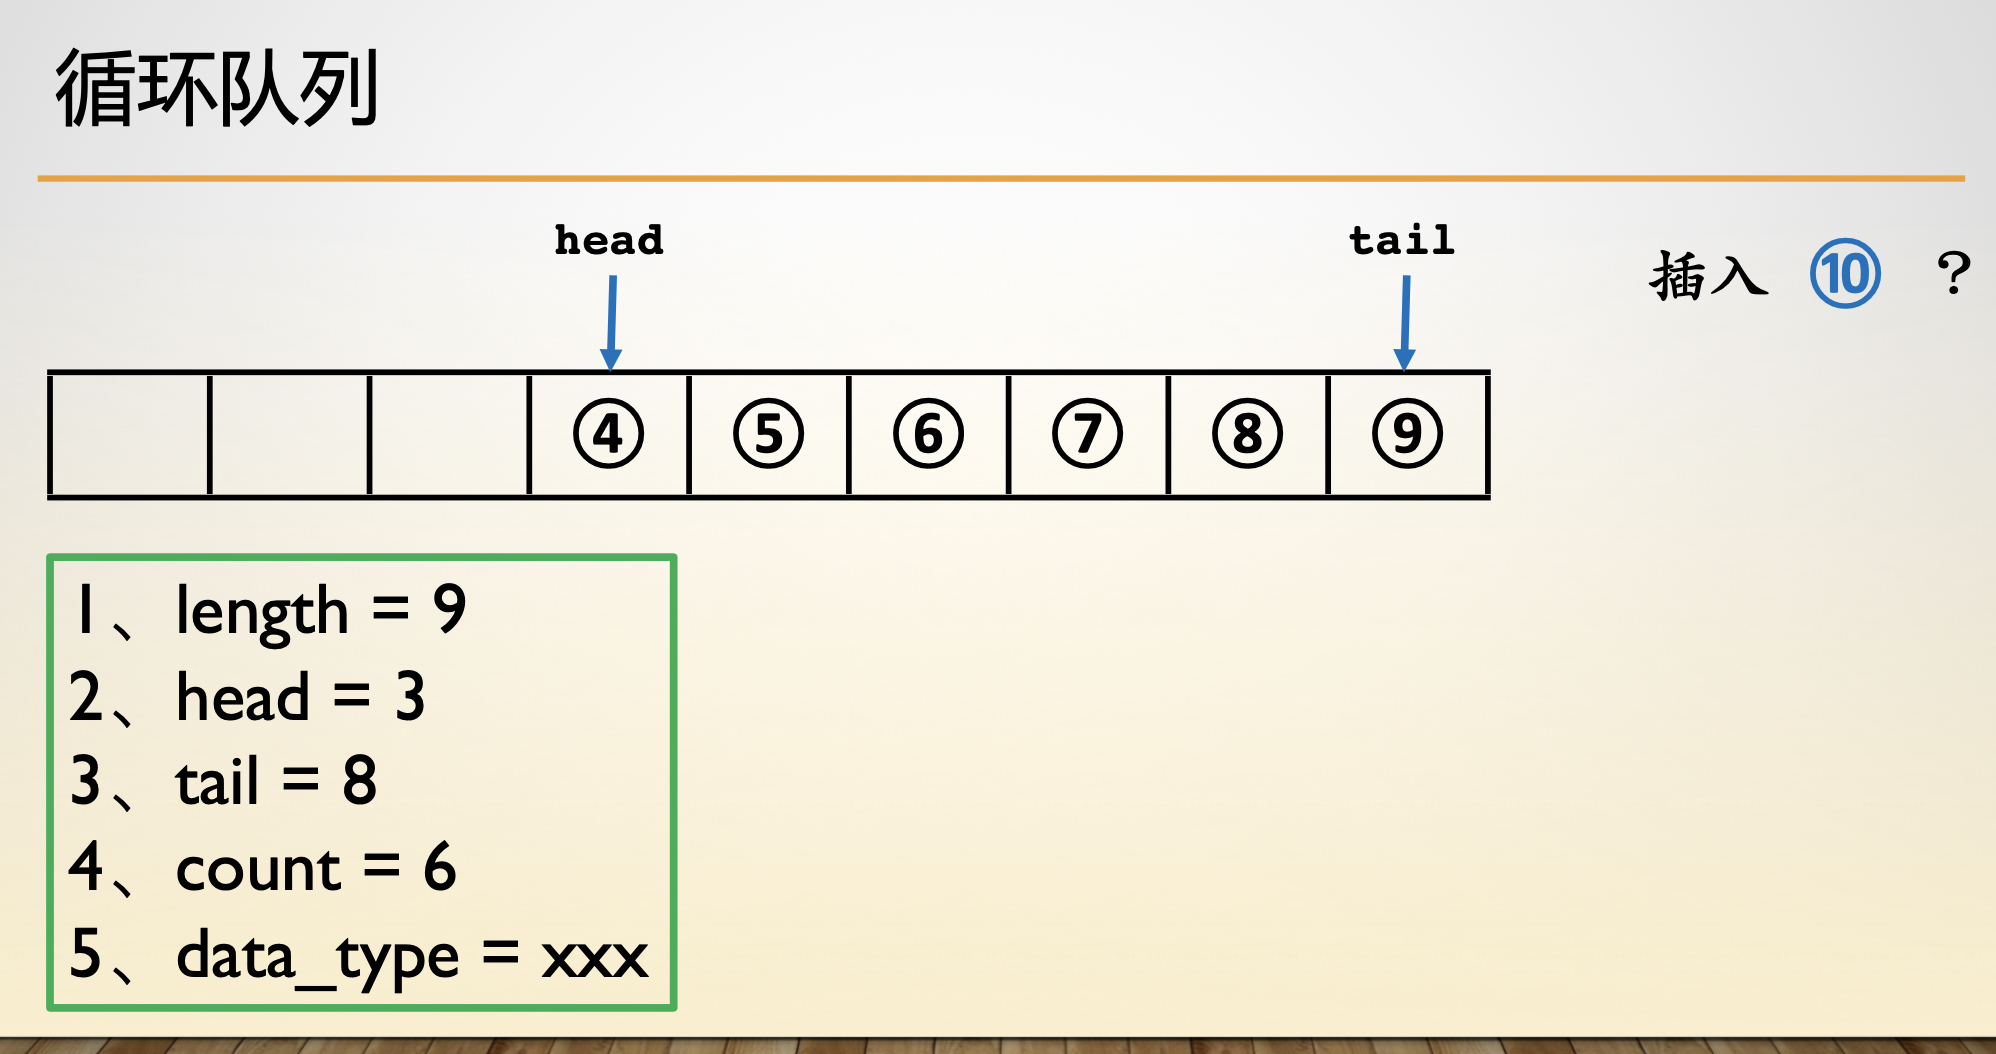 循环队列
head tail
插入 ⑩ ？
④ ⑤ ⑥ ⑦ ⑧ ⑨
1、length = 9
2、head = 3
3、tail = 8
4、count = 6
5、data_type = xxx